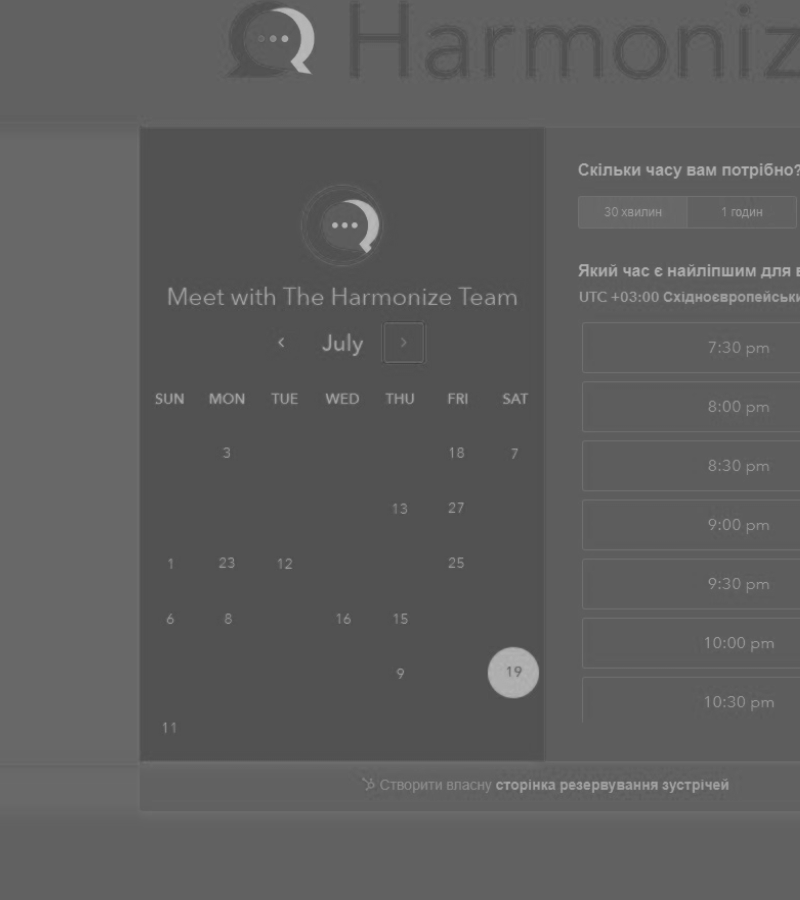 Harmoniz
Meet with The Harmonize Team
‹ July ›
SUN MON TUE WED THU FRI SAT
3 18 7
13 27
1 23 12 25
6 8 16 15
9 19
11
Скільки часу вам потрібно?
30 хвилин 1 годин
Який час є найліпшим для в
UTC +03:00 Східноєвропейськи
7:30 pm
8:00 pm
8:30 pm
9:00 pm
9:30 pm
10:00 pm
10:30 pm
Створити власну сторінка резервування зустрічей